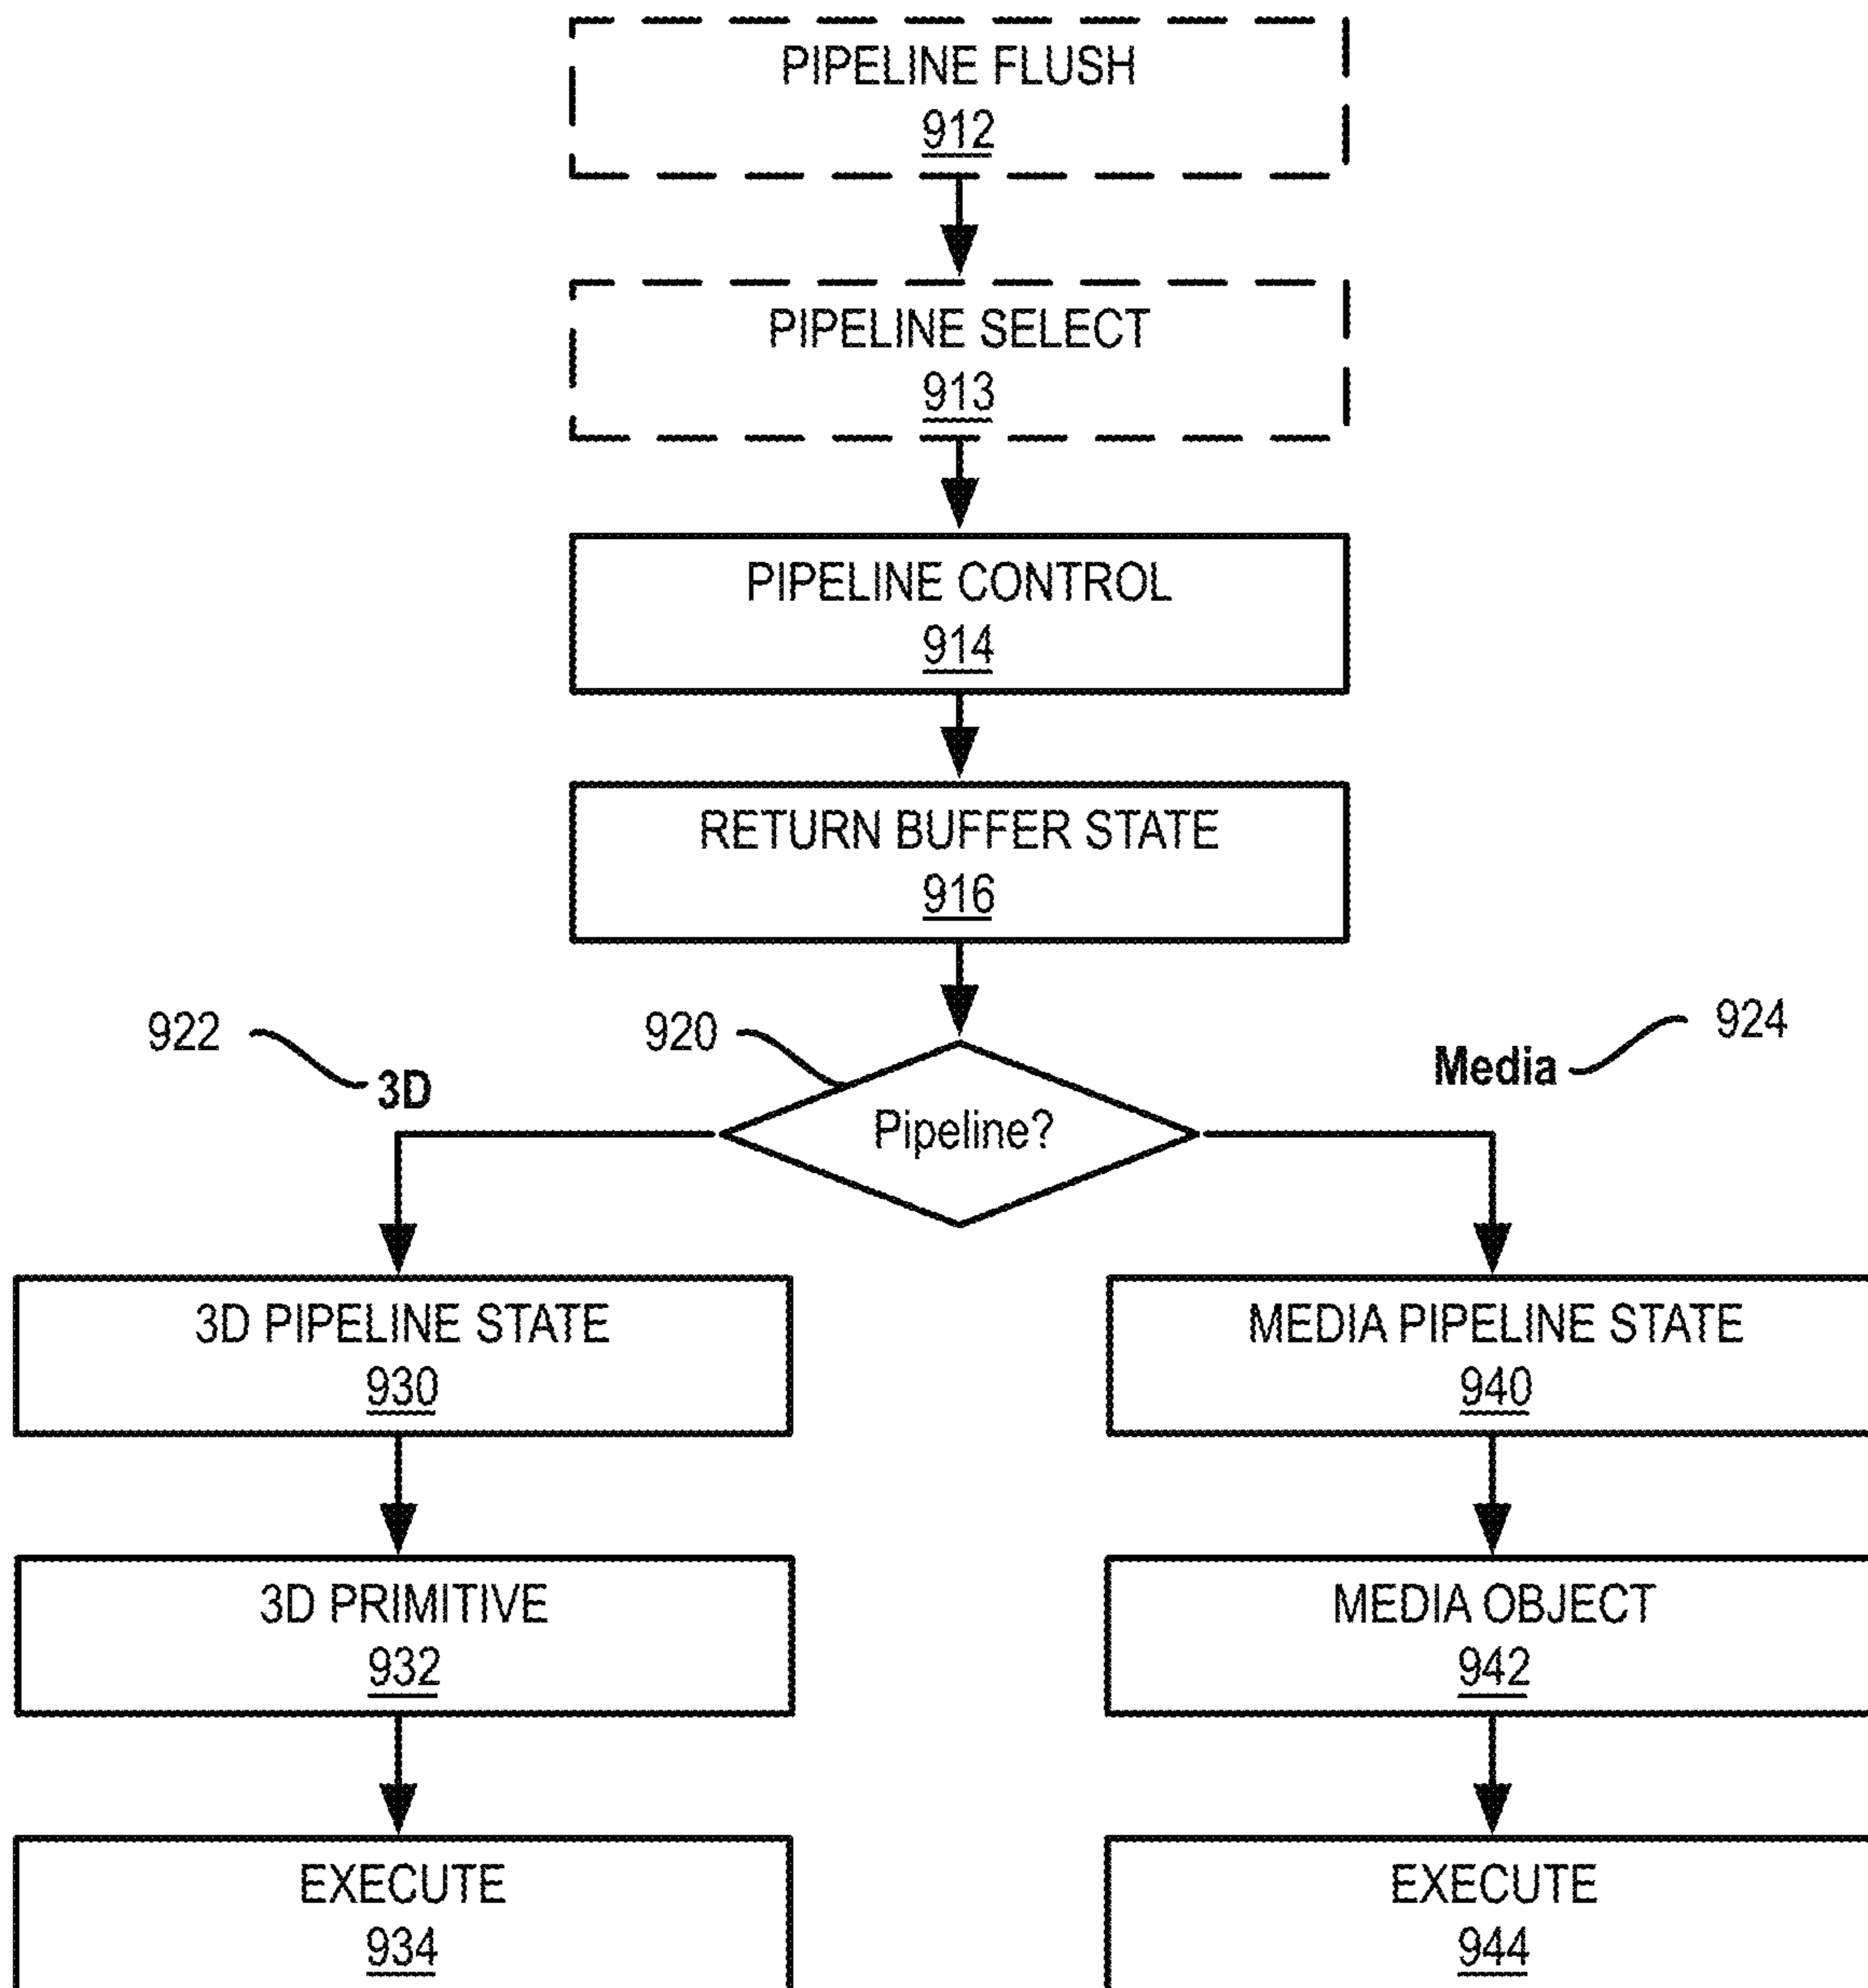 PIPELINE FLUSH
912
PIPELINE SELECT
913
PIPELINE CONTROL
914
RETURN BUFFER STATE
916
922
3D
920
Pipeline?
Media
924
3D PIPELINE STATE
930
MEDIA PIPELINE STATE
940
3D PRIMITIVE
932
MEDIA OBJECT
942
EXECUTE
934
EXECUTE
944